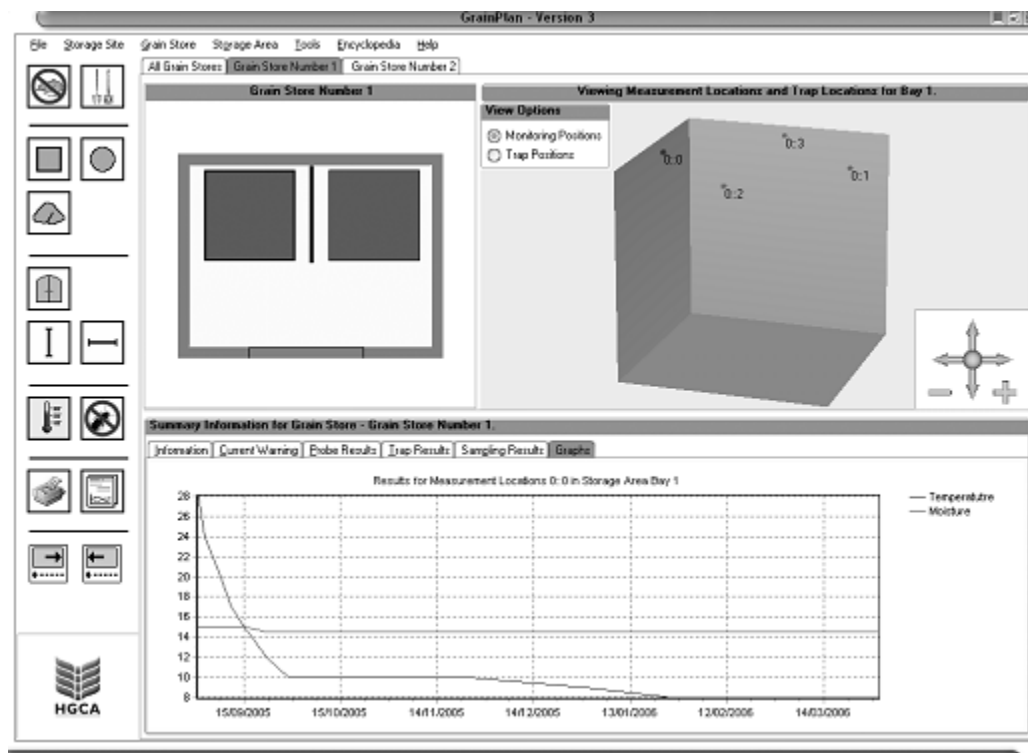 GrainPlan - Version 3
File Storage Site Grain Store Storage Area Tools Encyclopedia Help
All Grain Stores Grain Store Number 1 Grain Store Number 2
Grain Store Number 1
Viewing Measurement Locations and Trap Locations for Bay 1.
View Options
Monitoring Positions
Trap Positions
0::0
0::3
0::1
0::2
Summary Information for Grain Store - Grain Store Number 1.
Information Current Warning Probe Results Trap Results Sampling Results Graphs
Results for Measurement Locations 0::0 in Storage Area Bay 1
Temperatutre
Moisture
28
26
24
22
20
18
16
14
12
10
8
15/09/2005 15/10/2005 14/11/2005 14/12/2005 13/01/2006 12/02/2006 14/03/2006
HGCA